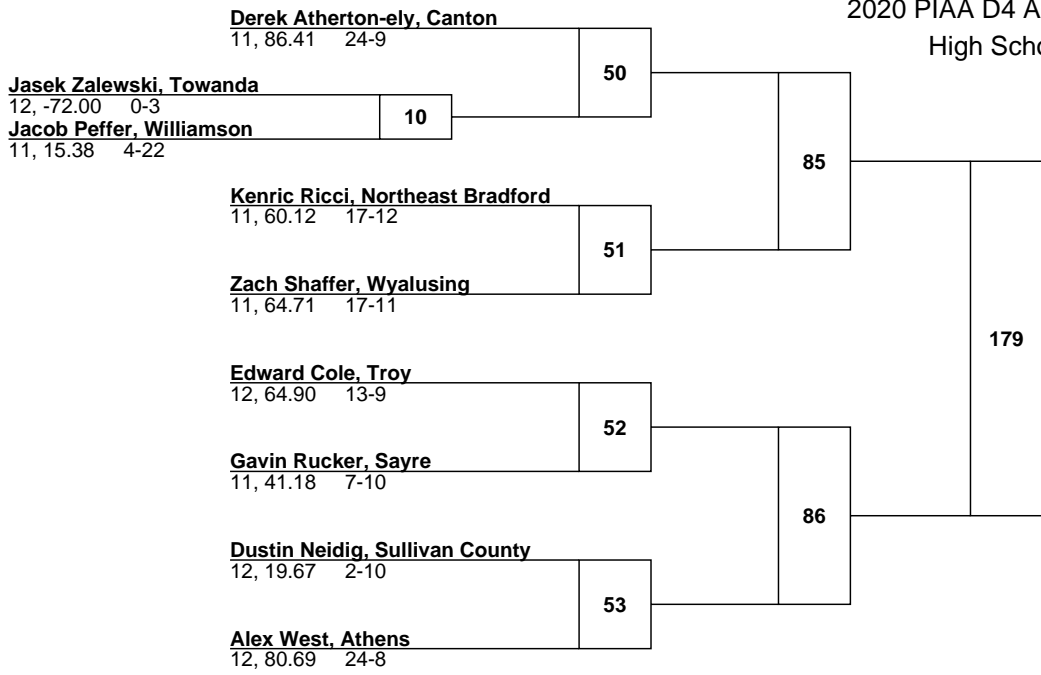 2020 PIAA D4 A
High Scho
Derek Atherton-ely, Canton
11, 86.41 24-9
50
Jasek Zalewski, Towanda
12, -72.00 0-3
10
Jacob Peffer, Williamson
11, 15.38 4-22
85
Kenric Ricci, Northeast Bradford
11, 60.12 17-12
51
Zach Shaffer, Wyalusing
11, 64.71 17-11
179
Edward Cole, Troy
12, 64.90 13-9
52
Gavin Rucker, Sayre
11, 41.18 7-10
86
Dustin Neidig, Sullivan County
12, 19.67 2-10
53
Alex West, Athens
12, 80.69 24-8